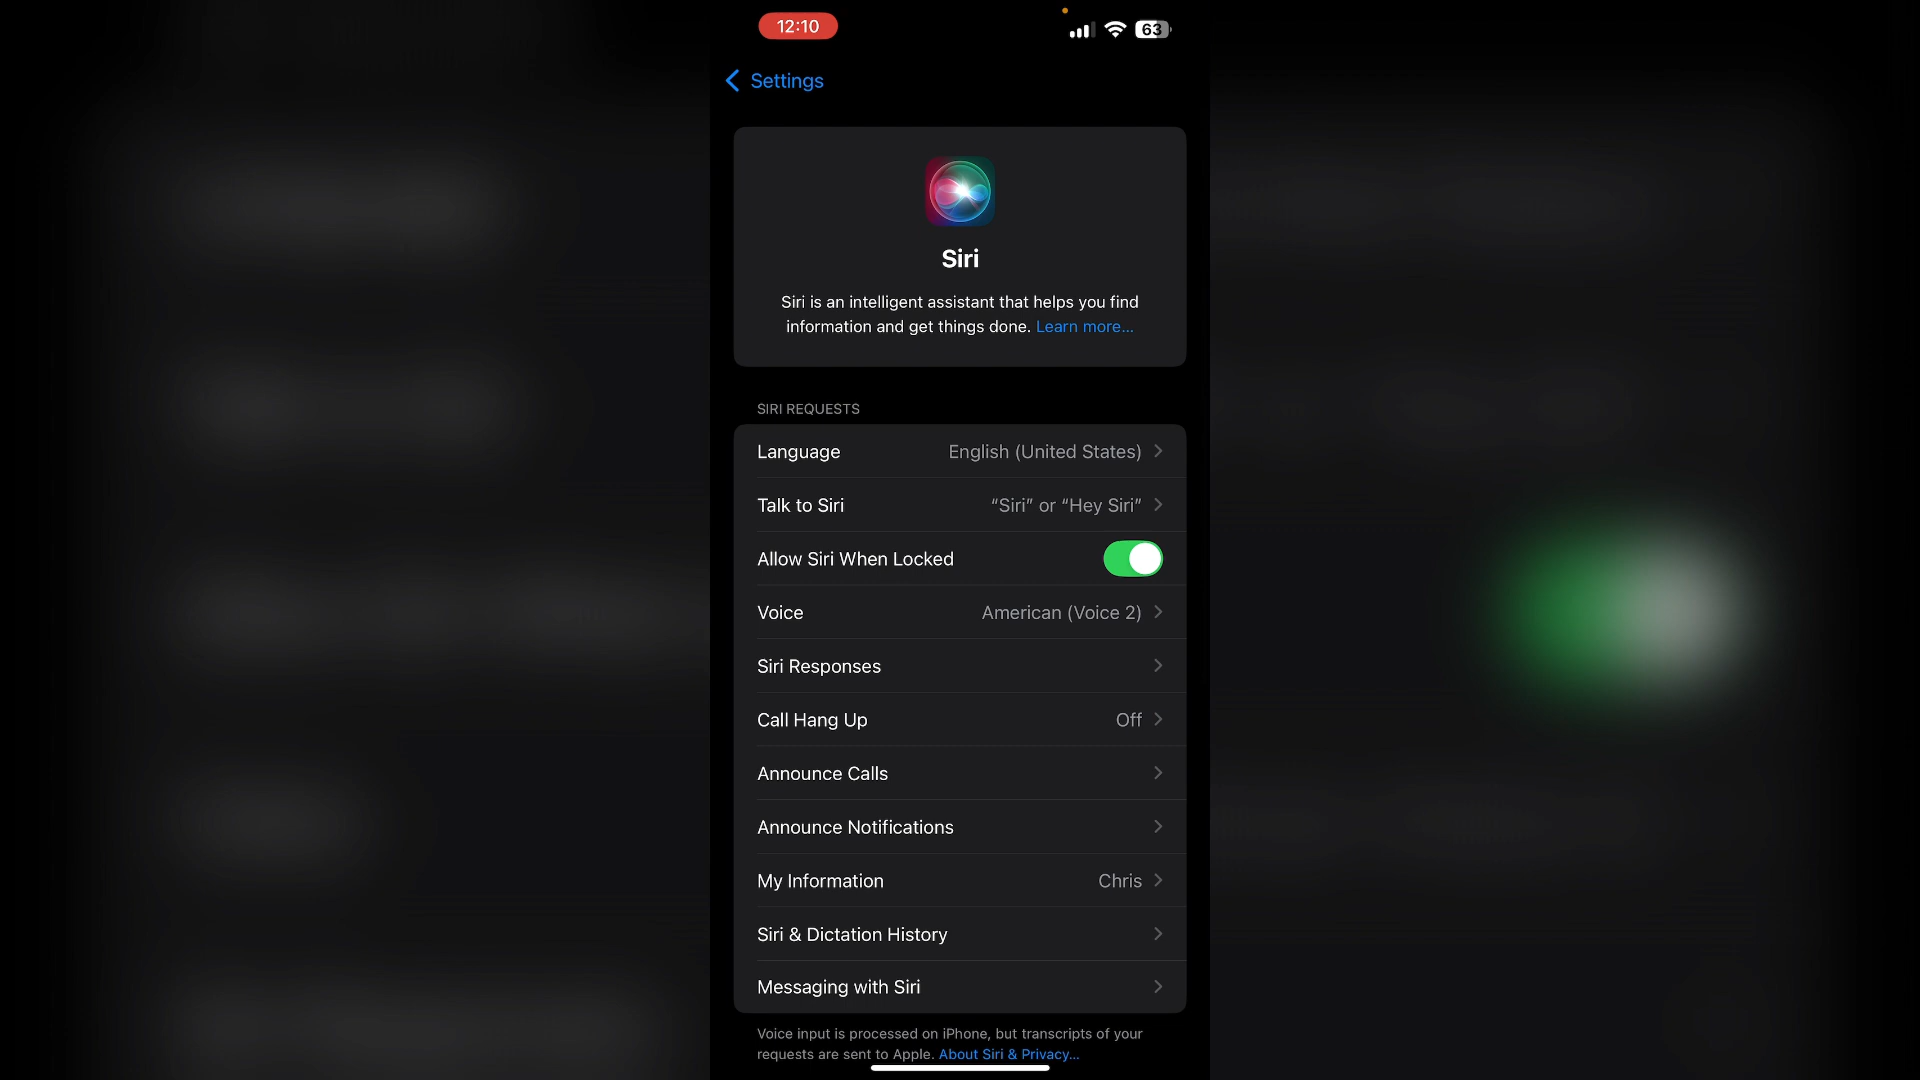 12:10
63
Settings
Siri
Siri is an intelligent assistant that helps you find
information and get things done. Learn more...
SIRI REQUESTS
Language English (United States)
Talk to Siri “Siri” or “Hey Siri”
Allow Siri When Locked
Voice American (Voice 2)
Siri Responses
Call Hang Up Off
Announce Calls
Announce Notifications
My Information Chris
Siri & Dictation History
Messaging with Siri
Voice input is processed on iPhone, but transcripts of your
requests are sent to Apple. About Siri & Privacy...